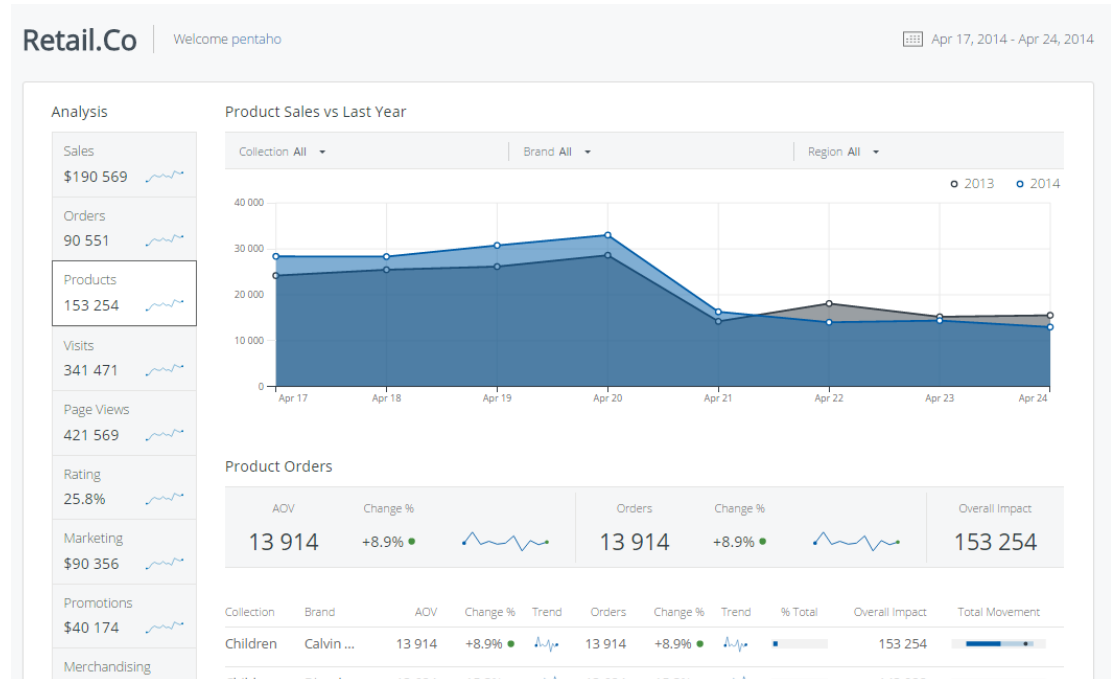 Retail.Co
Welcome pentaho
Apr 17, 2014 - Apr 24, 2014
Analysis
Sales
$190 569
Orders
90 551
Products
153 254
Visits
341 471
Page Views
421 569
Rating
25.8%
Marketing
$90 356
Promotions
$40 174
Merchandising
Product Sales vs Last Year
Collection All
Brand All
Region All
2013
2014
40 000
30 000
20 000
10 000
0
Apr 17
Apr 18
Apr 19
Apr 20
Apr 21
Apr 22
Apr 23
Apr 24
Product Orders
AOV
13 914
Change %
+8.9%
Orders
13 914
Change %
+8.9%
Overall Impact
153 254
Collection Brand AOV Change % Trend Orders Change % Trend % Total Overall Impact Total Movement
Children Calvin ... 13 914 +8.9% 13 914 +8.9% 153 254